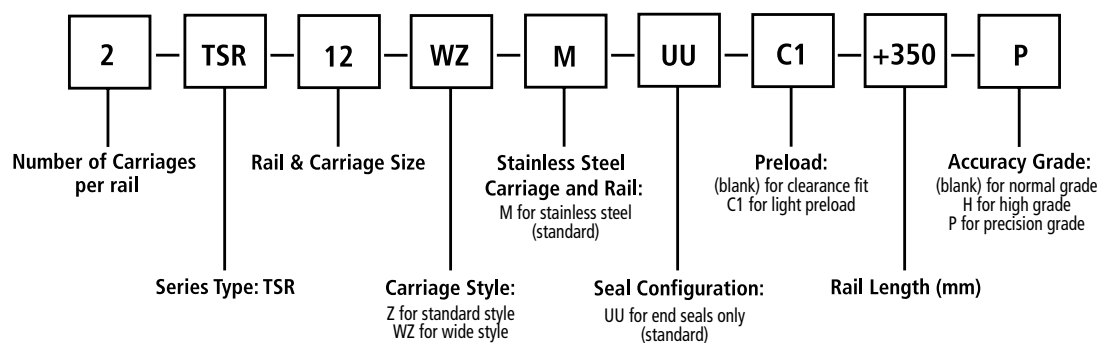 2 – TSR – 12 – WZ – M – UU – C1 – +350 – P
Number of Carriages
per rail
Rail & Carriage Size
Stainless Steel
Carriage and Rail:
M for stainless steel
(standard)
Preload:
(blank) for clearance fit
C1 for light preload
Accuracy Grade:
(blank) for normal grade
H for high grade
P for precision grade
Series Type: TSR
Carriage Style:
Z for standard style
WZ for wide style
Seal Configuration:
UU for end seals only
(standard)
Rail Length (mm)